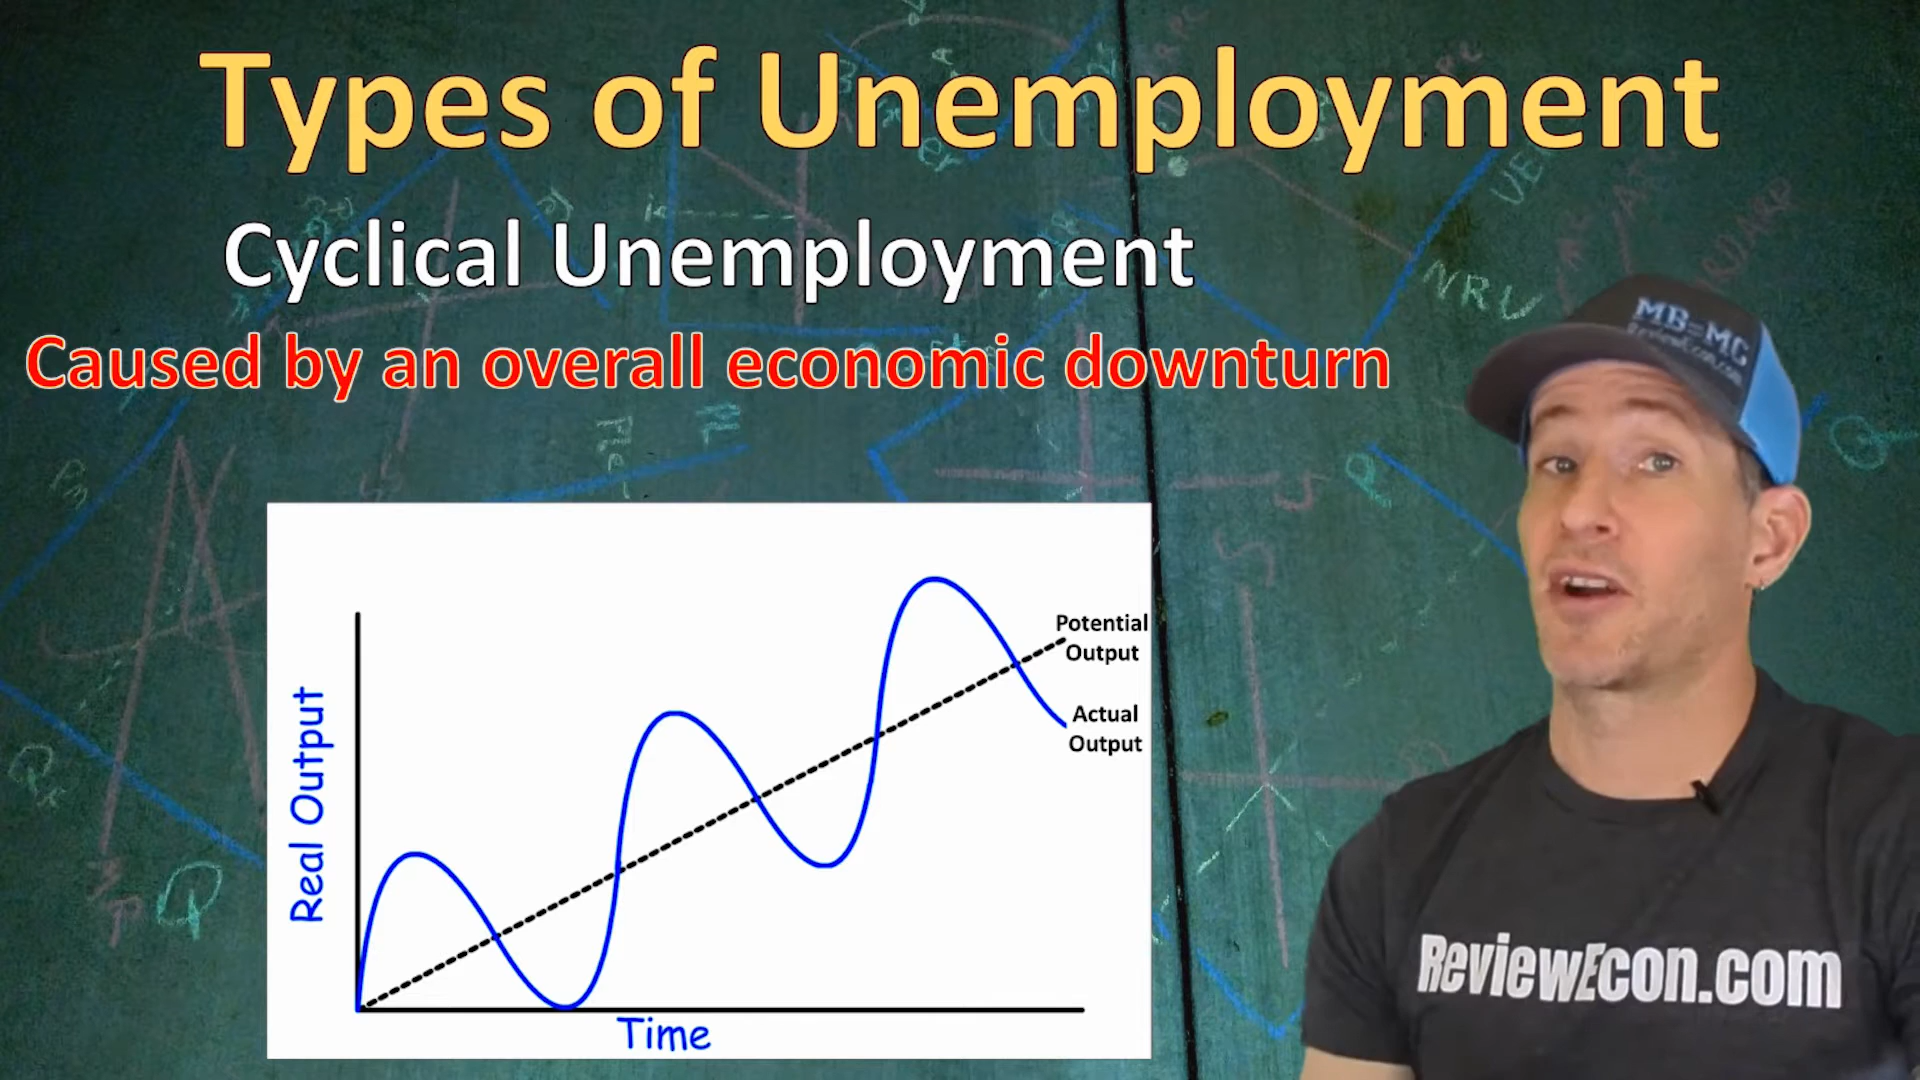 Types of Unemployment
Cyclical Unemployment
Caused by an overall economic downturn
MB=MC
NRU
Potential
Output
Actual
Output
Real Output
Time
ReviewEcon.com